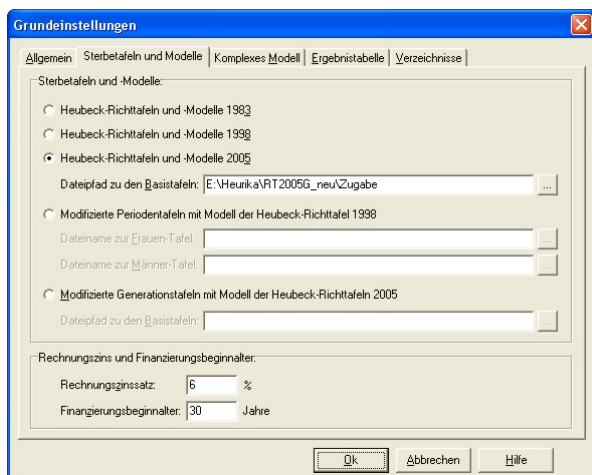 Grundeinstellungen
Allgemein Sterbetafeln und Modelle Komplexes Modell Ergebnistabelle Verzeichnisse
Sterbetafeln und -Modelle:
Heubeck-Richttafeln und -Modelle 1983
Heubeck-Richttafeln und -Modelle 1998
Heubeck-Richttafeln und -Modelle 2005
Dateipfad zu den Basistafeln: E:\Heurika\RT2005G_neu\Zugabe ...
Modifizierte Periodentafeln mit Modell der Heubeck-Richttafel 1998
Dateiname zur Frauen-Tafel: ...
Dateiname zur Männer-Tafel: ...
Modifizierte Generationstafeln mit Modell der Heubeck-Richttafeln 2005
Dateipfad zu den Basistafeln: ...
Rechnungszins und Finanzierungsbeginnalter:
Rechnungszinssatz: 6 %
Finanzierungsbeginnalter: 30 Jahre
Ok Abbrechen Hilfe